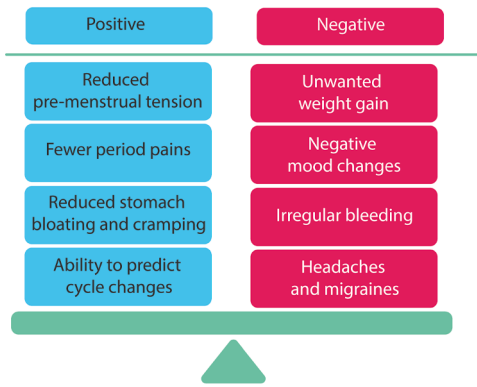 Positive
Negative
Reduced
pre-menstrual tension
Unwanted
weight gain
Fewer period pains
Negative
mood changes
Reduced stomach
bloating and cramping
Irregular bleeding
Ability to predict
cycle changes
Headaches
and migraines